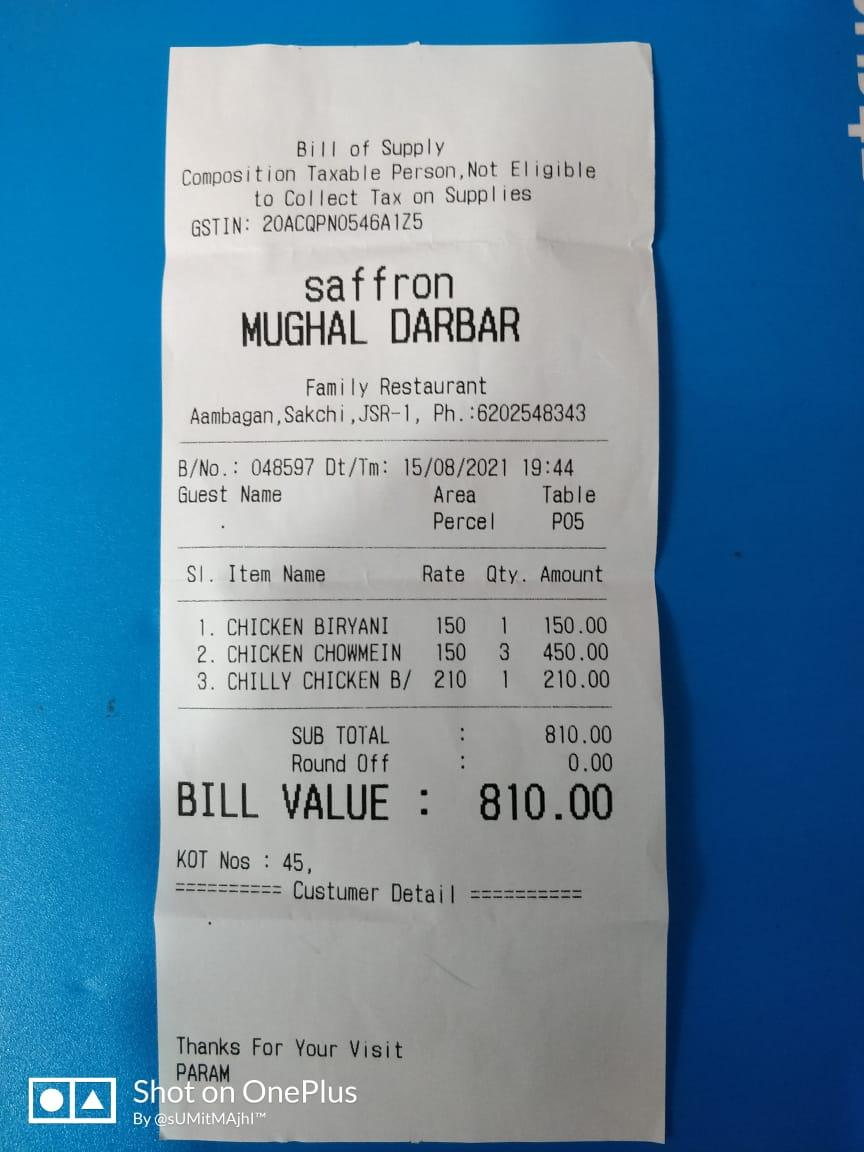 Bill of Supply
Composition Taxable Person,Not Eligible
to Collect Tax on Supplies
GSTIN: 20ACQPN0546A1Z5
saffron
MUGHAL DARBAR
Family Restaurant
Aambagan,Sakchi,JSR-1, Ph.:6202548343
B/No.: 048597 Dt/Tm: 15/08/2021 19:44
Guest Name Area Table
. Percel P05
Sl. Item Name Rate Qty. Amount
1. CHICKEN BIRYANI 150 1 150.00
2. CHICKEN CHOWMEIN 150 3 450.00
3. CHILLY CHICKEN B/ 210 1 210.00
SUB TOTAL : 810.00
Round Off : 0.00
BILL VALUE : 810.00
KOT Nos : 45,
========== Custumer Detail ==========
.
Thanks For Your Visit
PARAM
Shot on OnePlus
By @sUMitMAjhI™